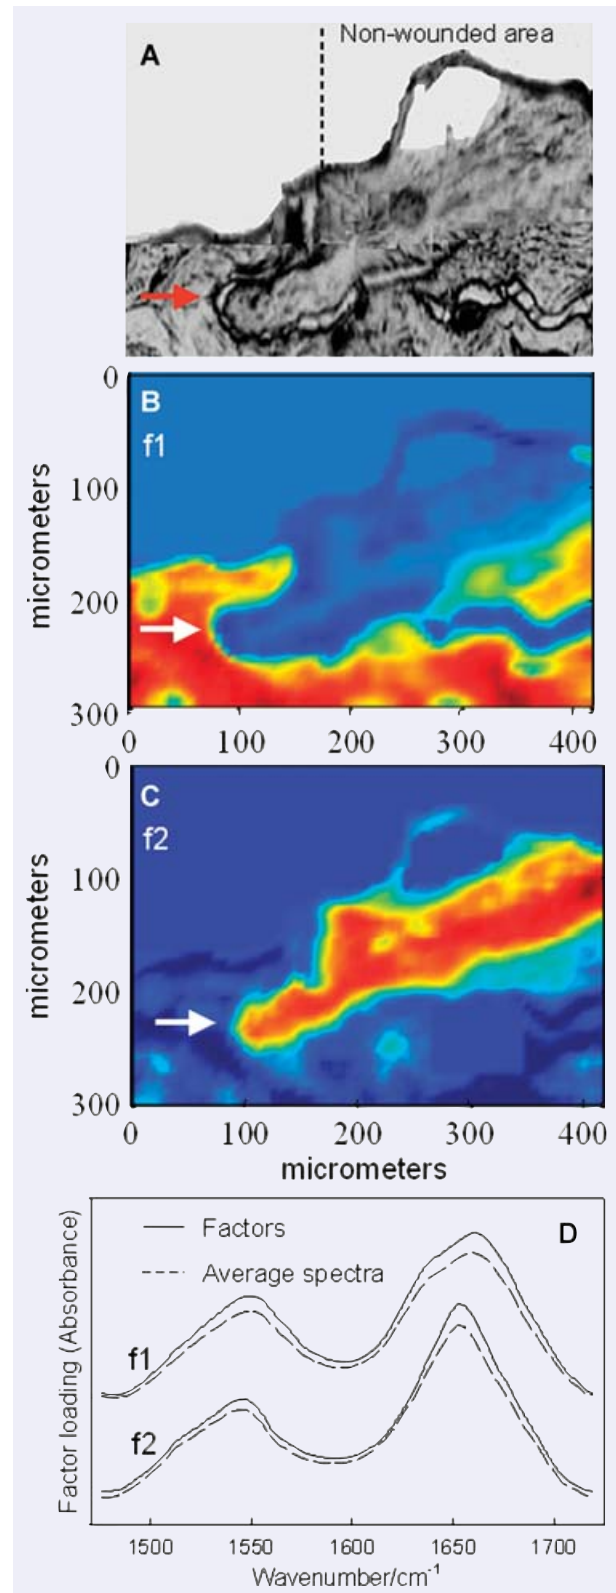 Non-wounded area
A
B
f1
0
100
200
300
micrometers
0 100 200 300 400
C
f2
0
100
200
300
micrometers
0 100 200 300 400
micrometers
D
Factors
Average spectra
f1
f2
Factor loading (Absorbance)
1500 1550 1600 1650 1700
Wavenumber/cm⁻¹